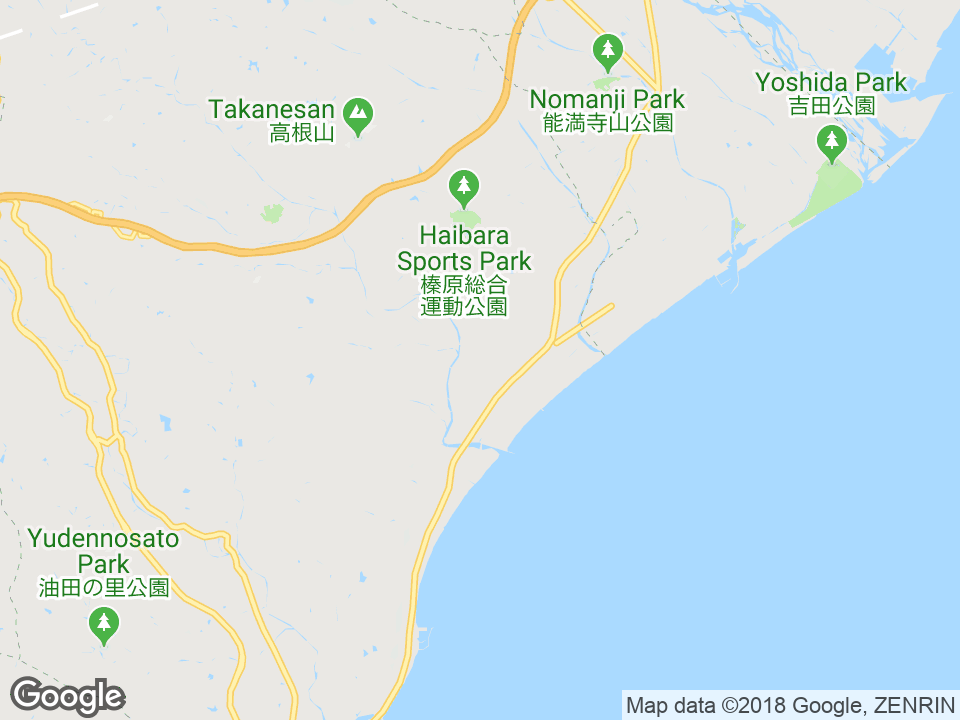 Yoshida Park
吉田公園
Nomanji Park
能満寺山公園
Takanesan
高根山
Haibara
Sports Park
榛原総合
運動公園
Yudennosato
Park
油田の里公園
Google
Map data ©2018 Google, ZENRIN